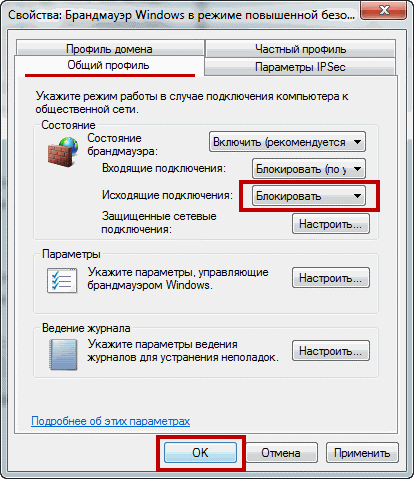 Свойства: Брандмауэр Windows в режиме повышенной безо...
Профиль домена
Частный профиль
Общий профиль
Параметры IPSec
Укажите режим работы в случае подключения компьютера к
общественной сети.
Состояние
Состояние
брандмауэра:
Включить (рекомендуется
Входящие подключения:
Блокировать (по у
Исходящие подключения:
Блокировать
Защищенные сетевые
подключения:
Настроить...
Параметры
Укажите параметры, управляющие
брандмауэром Windows.
Настроить...
Ведение журнала
Укажите параметры ведения
журналов для устранения неполадок.
Настроить...
Подробнее об этих параметрах
ОК
Отмена
Применить